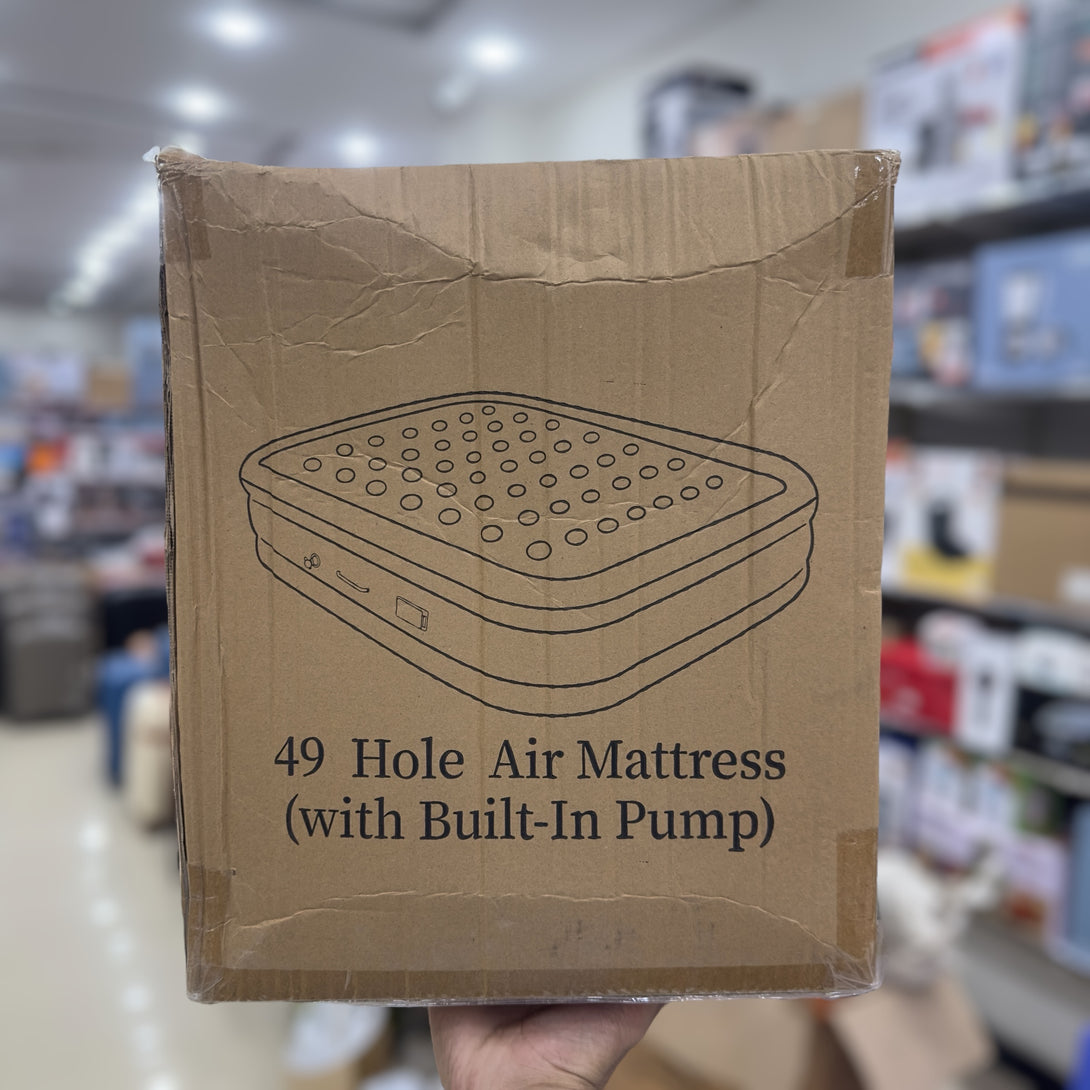 49 Hole Air Mattress
(with Built-In Pump)